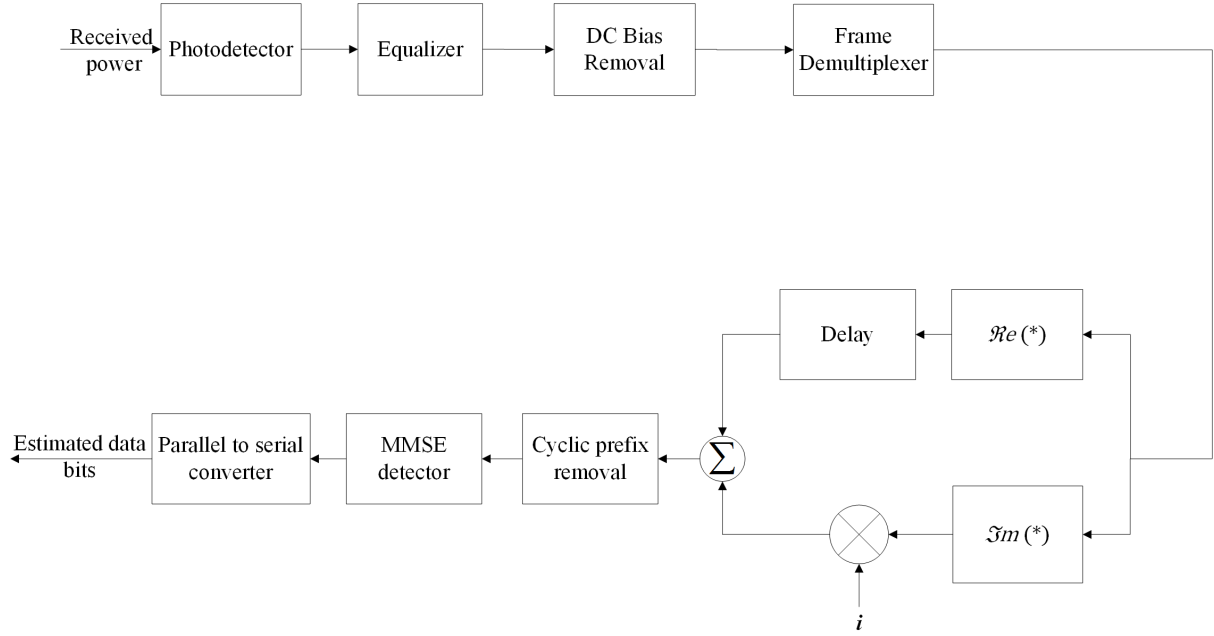 Received
power
Photodetector
Equalizer
DC Bias
Removal
Frame
Demultiplexer
Delay
ℜe (*)
Estimated data
bits
Parallel to serial
converter
MMSE
detector
Cyclic prefix
removal
Σ
ℑm (*)
i